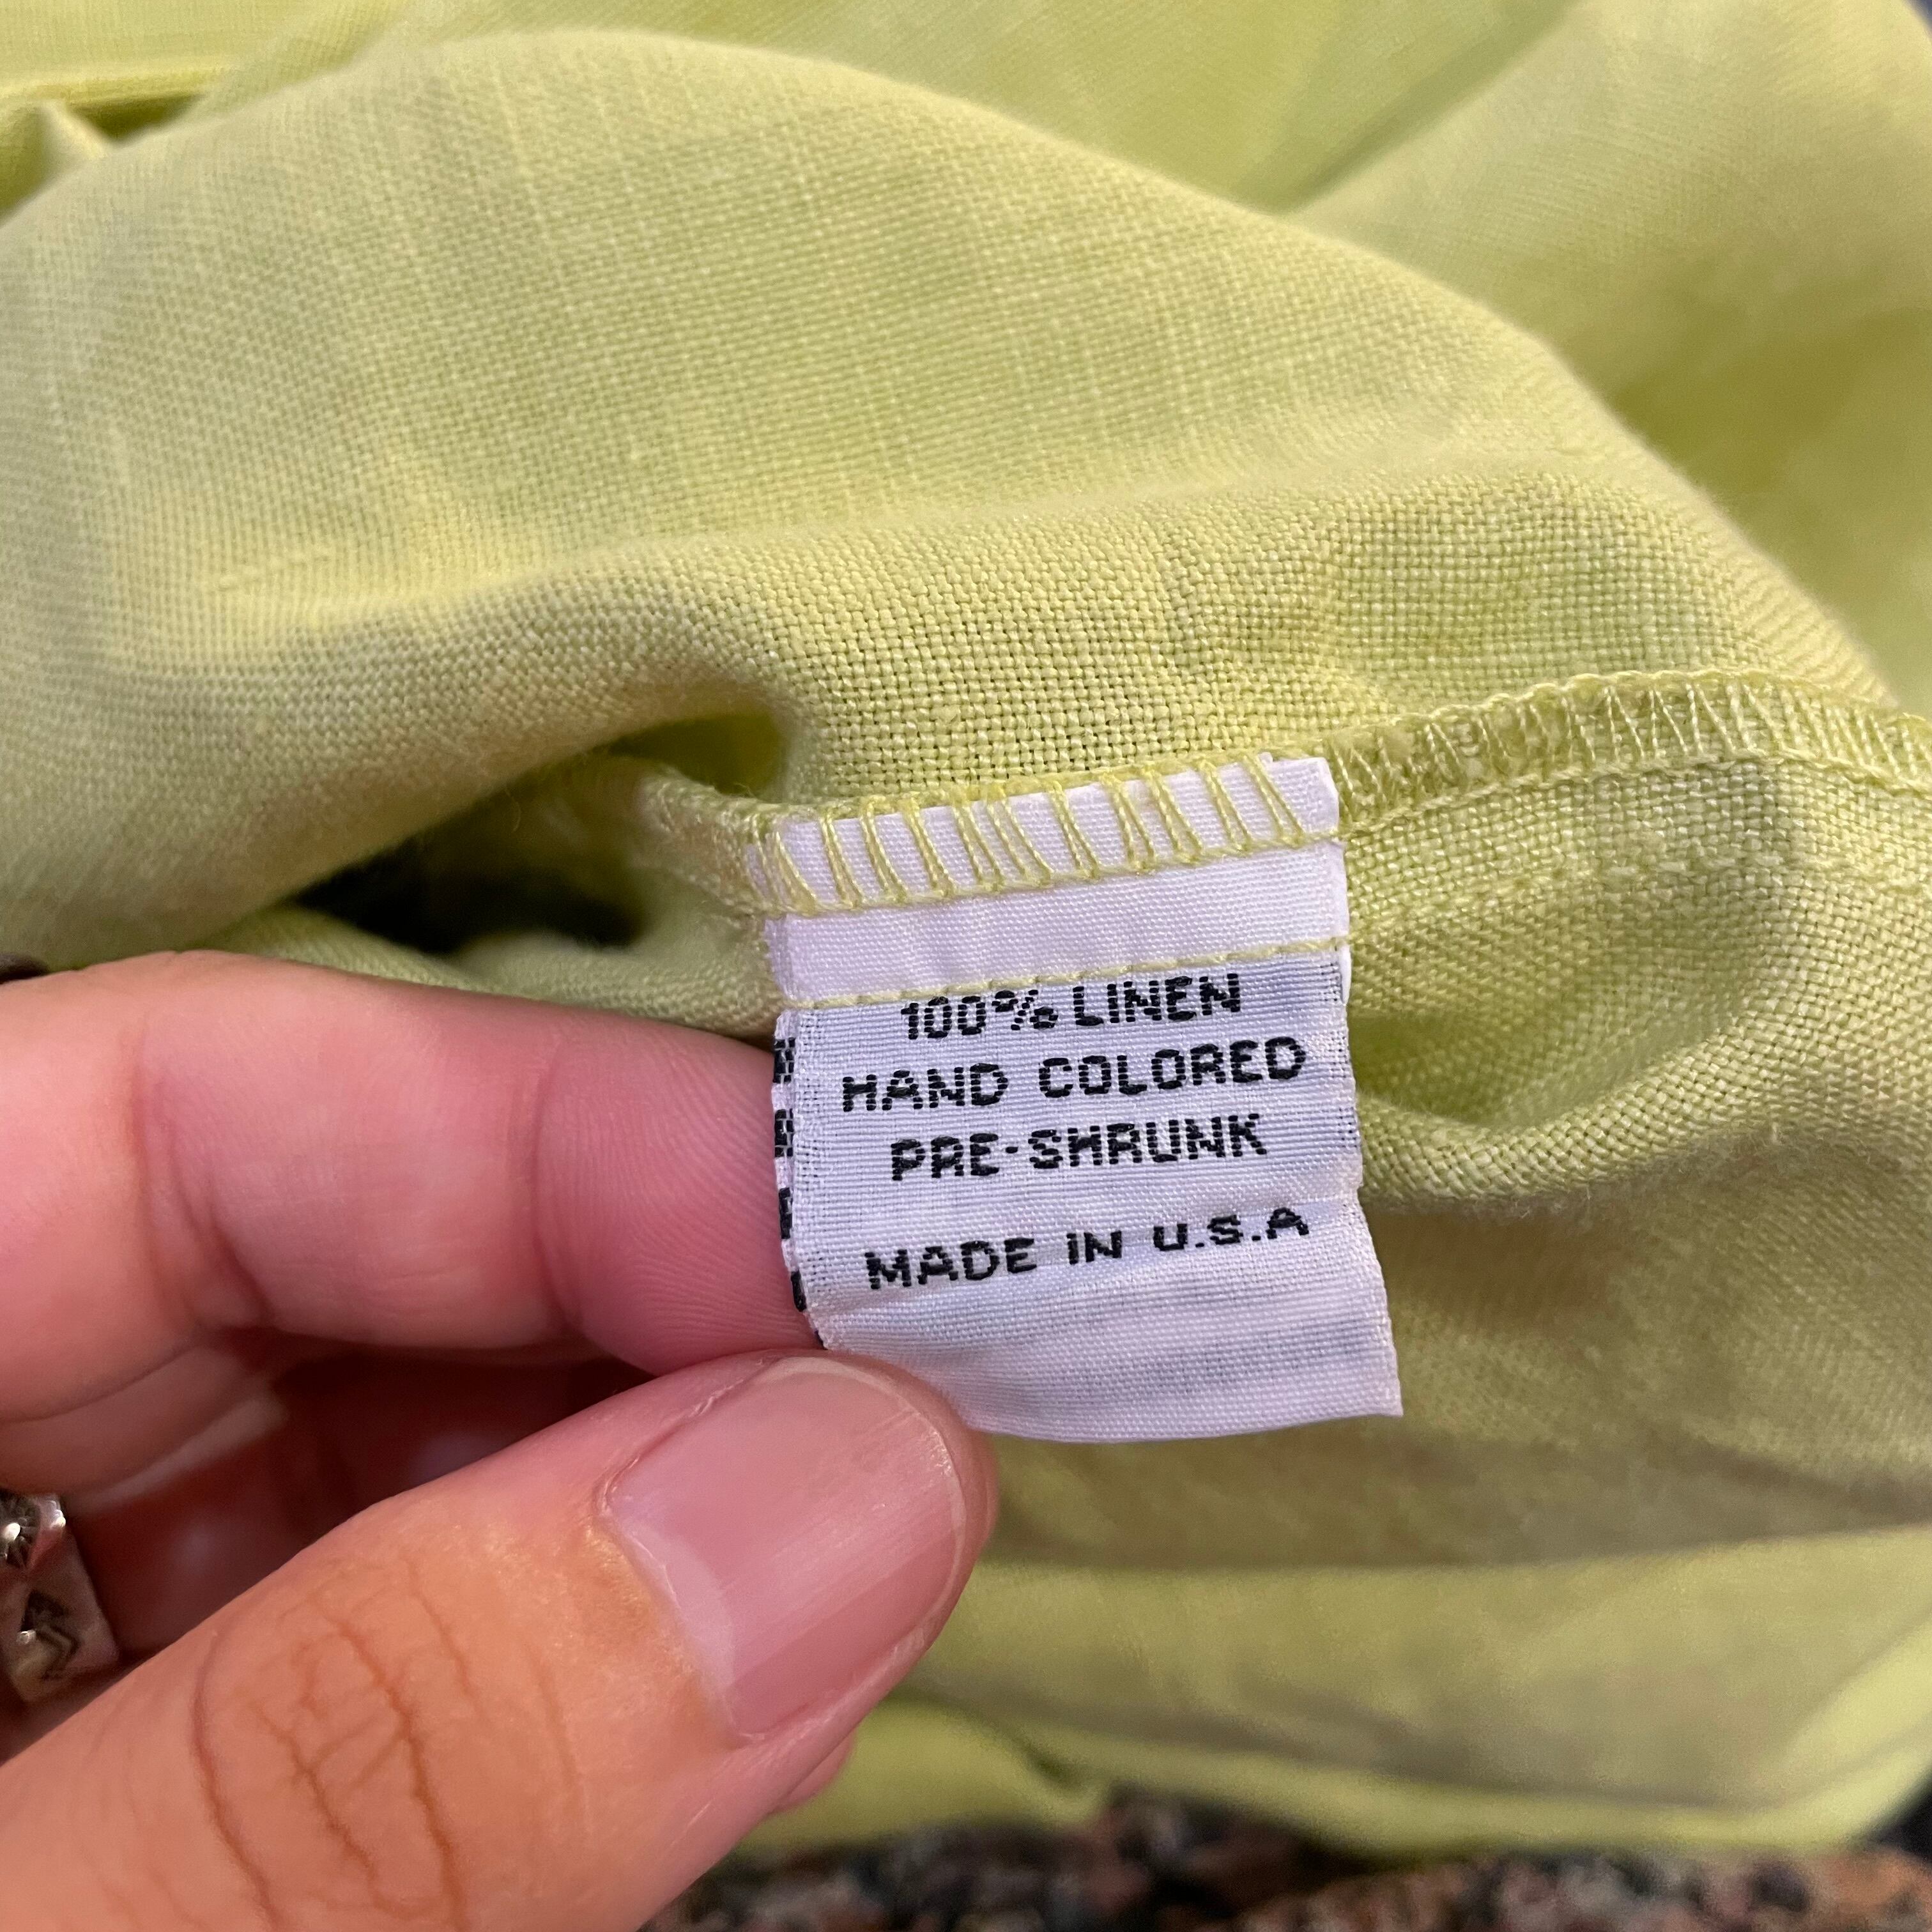 100% LINEN
HAND COLORED
PRE-SHRUNK
MADE IN U.S.A